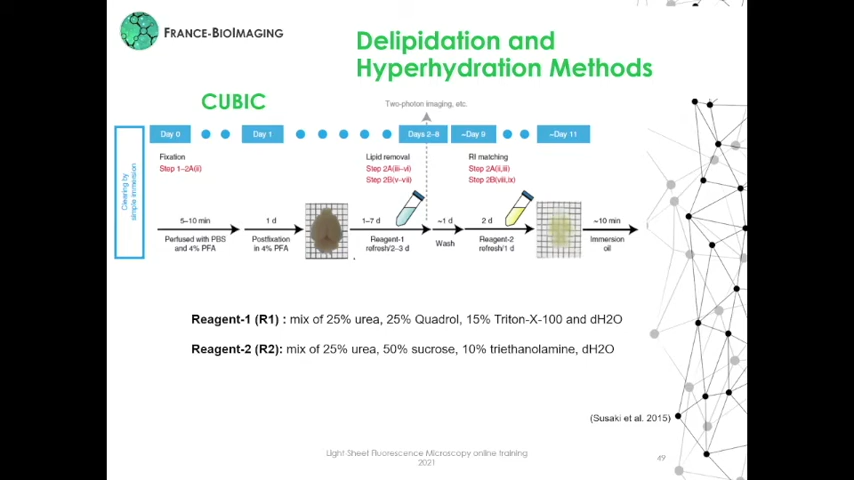 FRANCE-BIOIMAGING
Delipidation and
Hyperhydration Methods
CUBIC
Two-photon imaging, etc.
Day 0
Day 1
Days 2–8
~Day 9
~Day 11
Clearing by
simple immersion
Fixation
Step 1–2A(ii)
Lipid removal
Step 2A(iii–vi)
Step 2B(v–vii)
RI matching
Step 2A(ii,iii)
Step 2B(viii,ix)
5–10 min
Perfused with PBS
and 4% PFA
1 d
Postfixation
in 4% PFA
1–7 d
Reagent-1
refresh/2–3 d
~1 d
Wash
2 d
Reagent-2
refresh/1 d
~10 min
Immersion
oil
Reagent-1 (R1) : mix of 25% urea, 25% Quadrol, 15% Triton-X-100 and dH2O
Reagent-2 (R2): mix of 25% urea, 50% sucrose, 10% triethanolamine, dH2O
(Susaki et al. 2015)
Light-Sheet Fluorescence Microscopy online training
2021
49